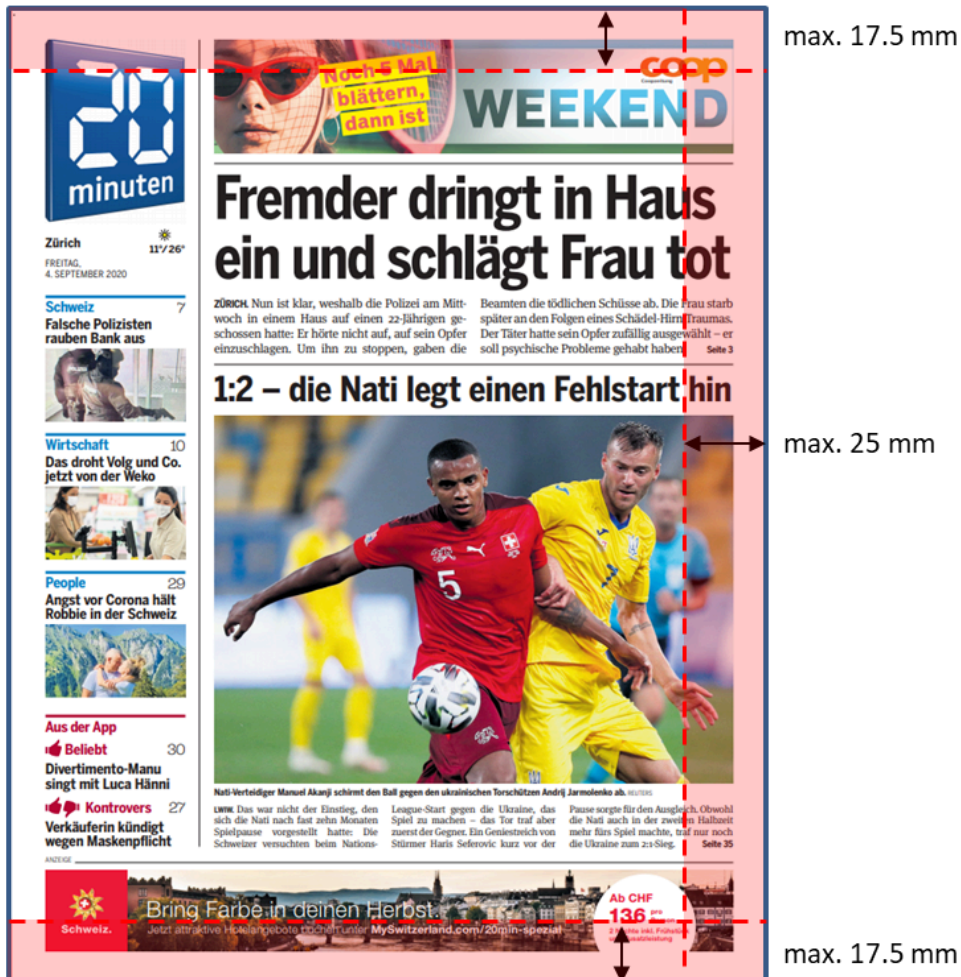 max. 17.5 mm
20
minuten
Noch 5 Mal
blättern,
dann ist
coop
WEEKEND
Zürich
11°/26°
FREITAG,
4. SEPTEMBER 2020
Fremder dringt in Haus
ein und schlägt Frau tot
ZÜRICH. Nun ist klar, weshalb die Polizei am Mitt-
woch in einem Haus auf einen 22-Jährigen ge-
schossen hatte: Er hörte nicht auf, auf sein Opfer
einzuschlagen. Um ihn zu stoppen, gaben die
Beamten die tödlichen Schüsse ab. Die Frau starb
später an den Folgen eines Schädel-Hirn-Traumas.
Der Täter hatte sein Opfer zufällig ausgewählt – er
soll psychische Probleme gehabt haben. Seite 3
Schweiz 7
Falsche Polizisten
rauben Bank aus
Wirtschaft 10
Das droht Volg und Co.
jetzt von der Weko
People 29
Angst vor Corona hält
Robbie in der Schweiz
Aus der App
Beliebt 30
Divertimento-Manu
singt mit Luca Hänni
Kontrovers 27
Verkäuferin kündigt
wegen Maskenpflicht
1:2 – die Nati legt einen Fehlstart hin
max. 25 mm
5
7
Nati-Verteidiger Manuel Akanji schirmt den Ball gegen den ukrainischen Torschützen Andrij Jarmolenko ab. REUTERS
LWIW. Das war nicht der Einstieg, den
sich die Nati nach fast zehn Monaten
Spielpause vorgestellt hatte: Die
Schweizer versuchten beim Nations-
League-Start gegen die Ukraine, das
Spiel zu machen – das Tor traf aber
zuerst der Gegner. Ein Geniestreich von
Stürmer Haris Seferovic kurz vor der
Pause sorgte für den Ausgleich. Obwohl
die Nati auch in der zweiten Halbzeit
mehr fürs Spiel machte, traf nur noch
die Ukraine zum 2:1-Sieg. Seite 35
ANZEIGE
Schweiz.
Bring Farbe in deinen Herbst.
Jetzt attraktive Hotelangebote buchen unter MySwitzerland.com/20min-spezial
Ab CHF
136 pro
2 Nächte inkl. Frühstück
max. 17.5 mm